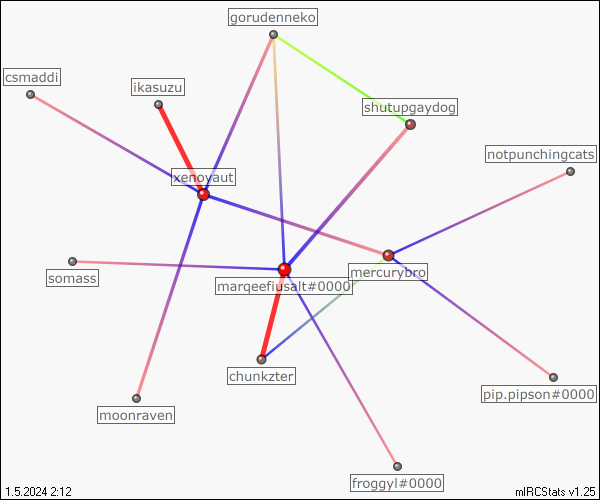 gorudenneko
csmaddi
ikasuzu
shutupgaydog
notpunchingcats
xenoyaut
somass
mercurybro
marqeefiusalt#0000
chunkzter
pip.pipson#0000
moonraven
froggyl#0000
1.5.2024 2:12
mIRCStats v1.25